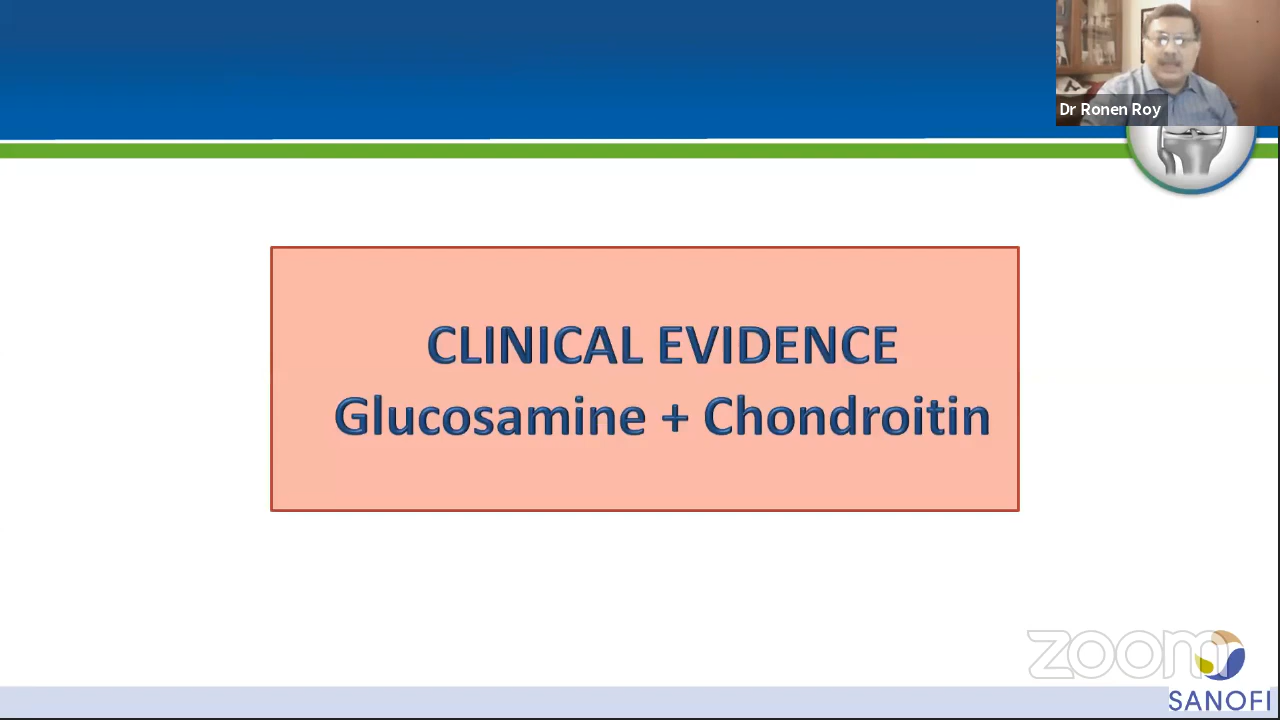 Dr Ronen Roy
CLINICAL EVIDENCE
Glucosamine + Chondroitin
zoom
SANOFI